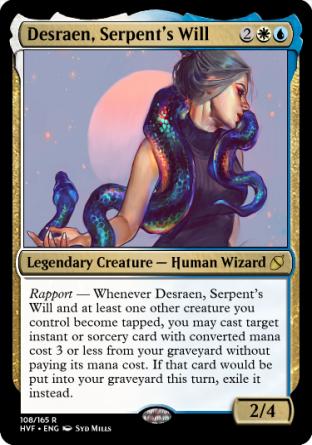 Desraen, Serpent's Will 2
Legendary Creature — Human Wizard
Rapport — Whenever Desraen, Serpent's
Will and at least one other creature you
control become tapped, you may cast target
instant or sorcery card with converted mana
cost 3 or less from your graveyard without
paying its mana cost. If that card would be
put into your graveyard this turn, exile it
instead.
2/4
108/165 R
HVF • ENG Syd Mills